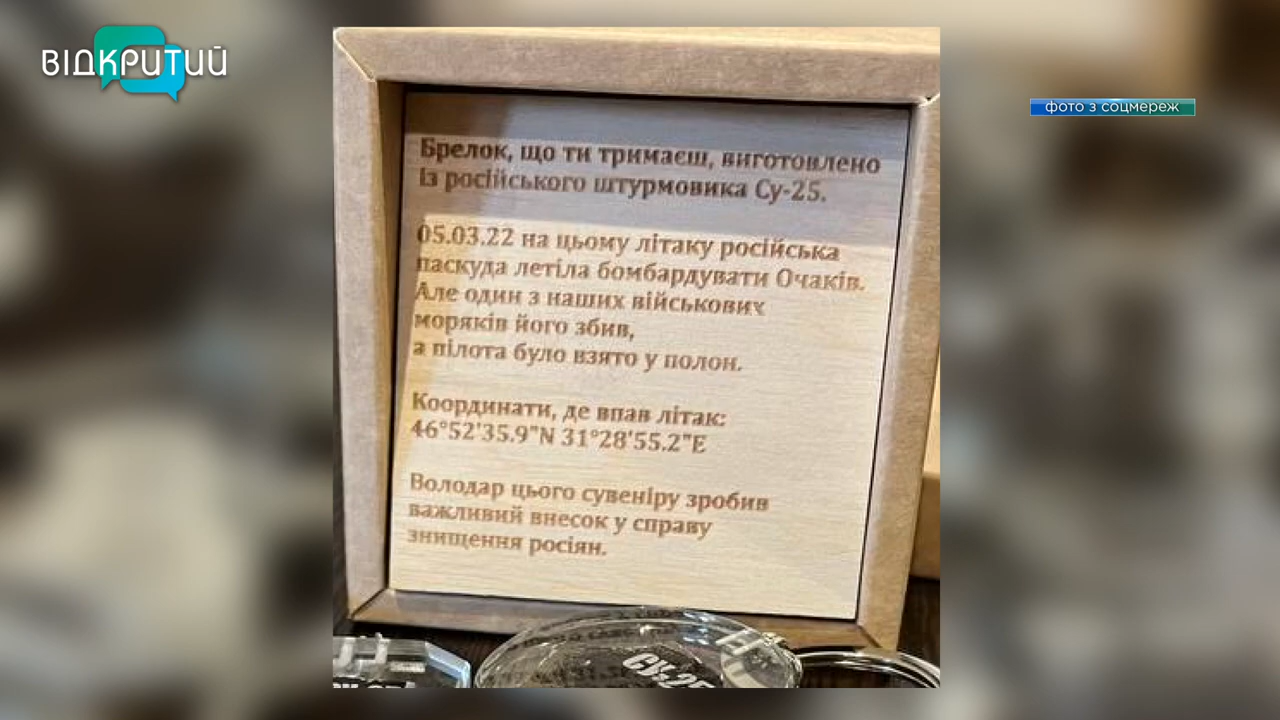 ВІДКРИТИЙ
фото з соцмереж
Брелок, що ти тримаєш, виготовлено
із російського штурмовика Су-25.
05.03.22 на цьому літаку російська
паскуда летіла бомбардувати Очаків.
Але один з наших військових
моряків його збив,
а пілота було взято у полон.
Координати, де впав літак:
46°52'35.9"N 31°28'55.2"E
Володар цього сувеніру зробив
важливий внесок у справу
знищення росіян.
СУ-25